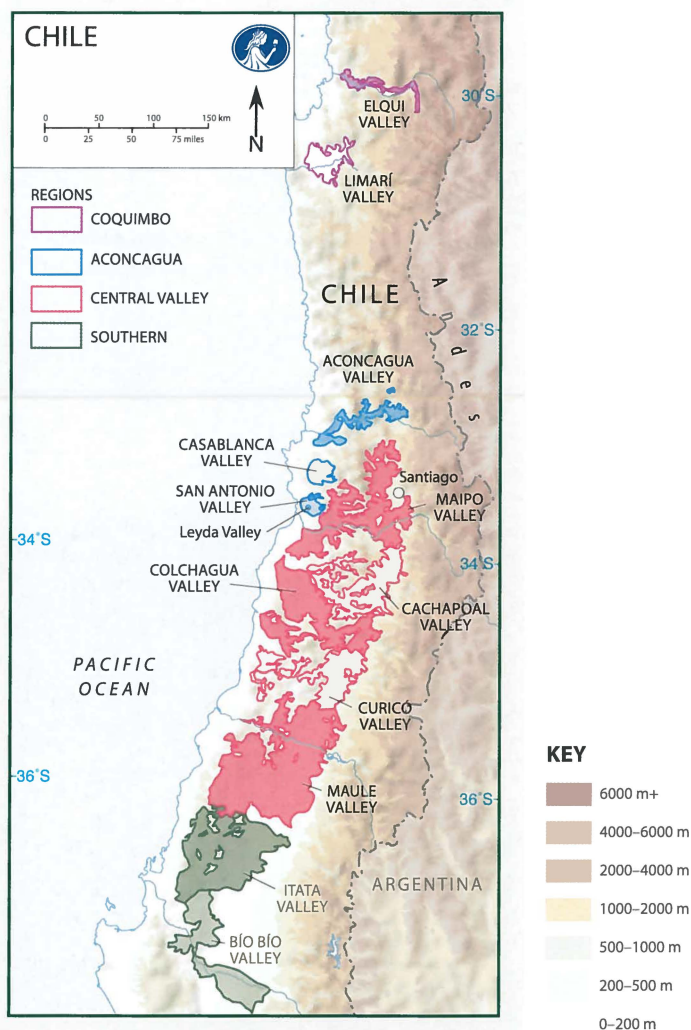 CHILE
0 50 100 150 km
0 25 50 75 miles
N
REGIONS
COQUIMBO
ACONCAGUA
CENTRAL VALLEY
SOUTHERN
ELQUI
VALLEY
30°S
LIMARÍ
VALLEY
CHILE
Andes
32°S
ACONCAGUA
VALLEY
CASABLANCA
VALLEY
Santiago
SAN ANTONIO
VALLEY
MAIPO
VALLEY
Leyda Valley
34°S
34°S
COLCHAGUA
VALLEY
CACHAPOAL
VALLEY
PACIFIC
OCEAN
CURICÓ
VALLEY
36°S
36°S
MAULE
VALLEY
ITATA
VALLEY
ARGENTINA
BÍO BÍO
VALLEY
KEY
6000 m+
4000–6000 m
2000–4000 m
1000–2000 m
500–1000 m
200–500 m
0–200 m